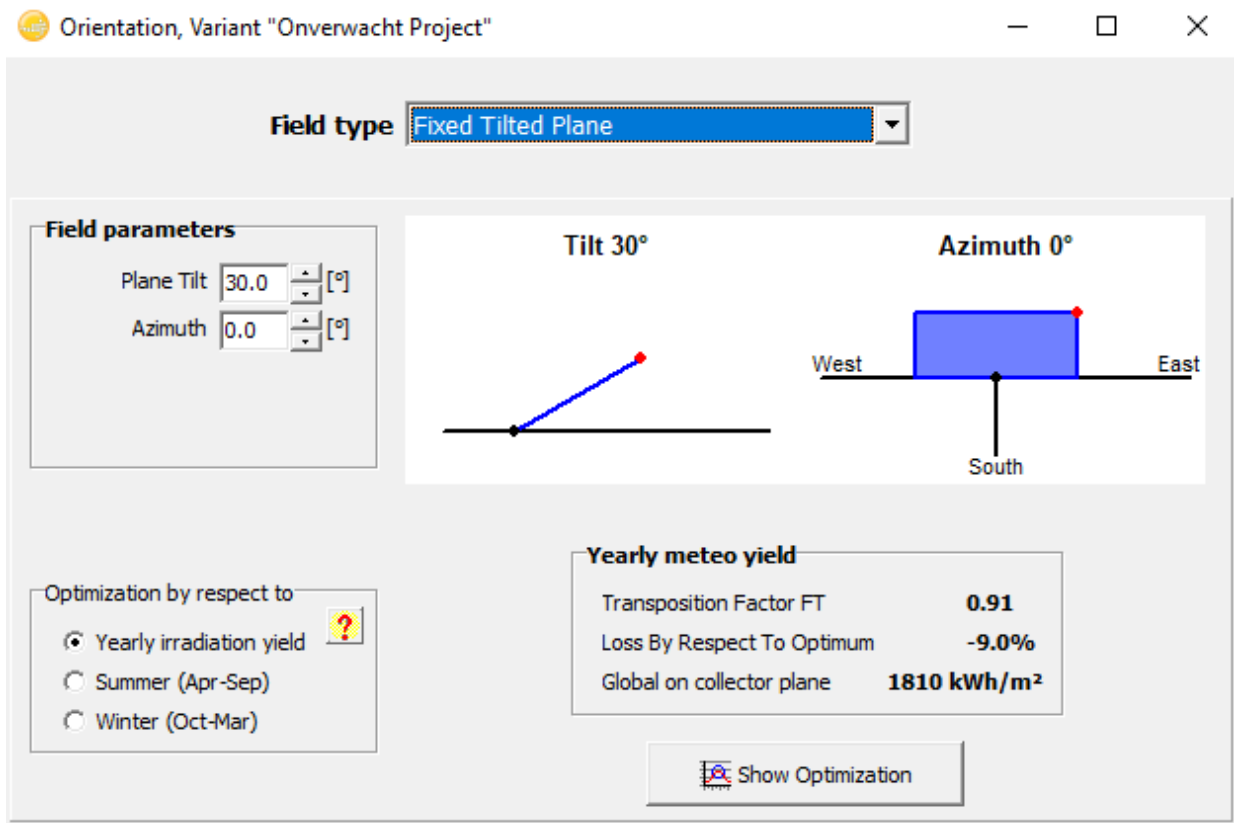 Orientation, Variant "Onverwacht Project"
Field type Fixed Tilted Plane
Field parameters
Plane Tilt 30.0 [°]
Azimuth 0.0 [°]
Tilt 30°
Azimuth 0°
West
East
South
Optimization by respect to
?
Yearly irradiation yield
Summer (Apr-Sep)
Winter (Oct-Mar)
Yearly meteo yield
Transposition Factor FT 0.91
Loss By Respect To Optimum -9.0%
Global on collector plane 1810 kWh/m²
Show Optimization